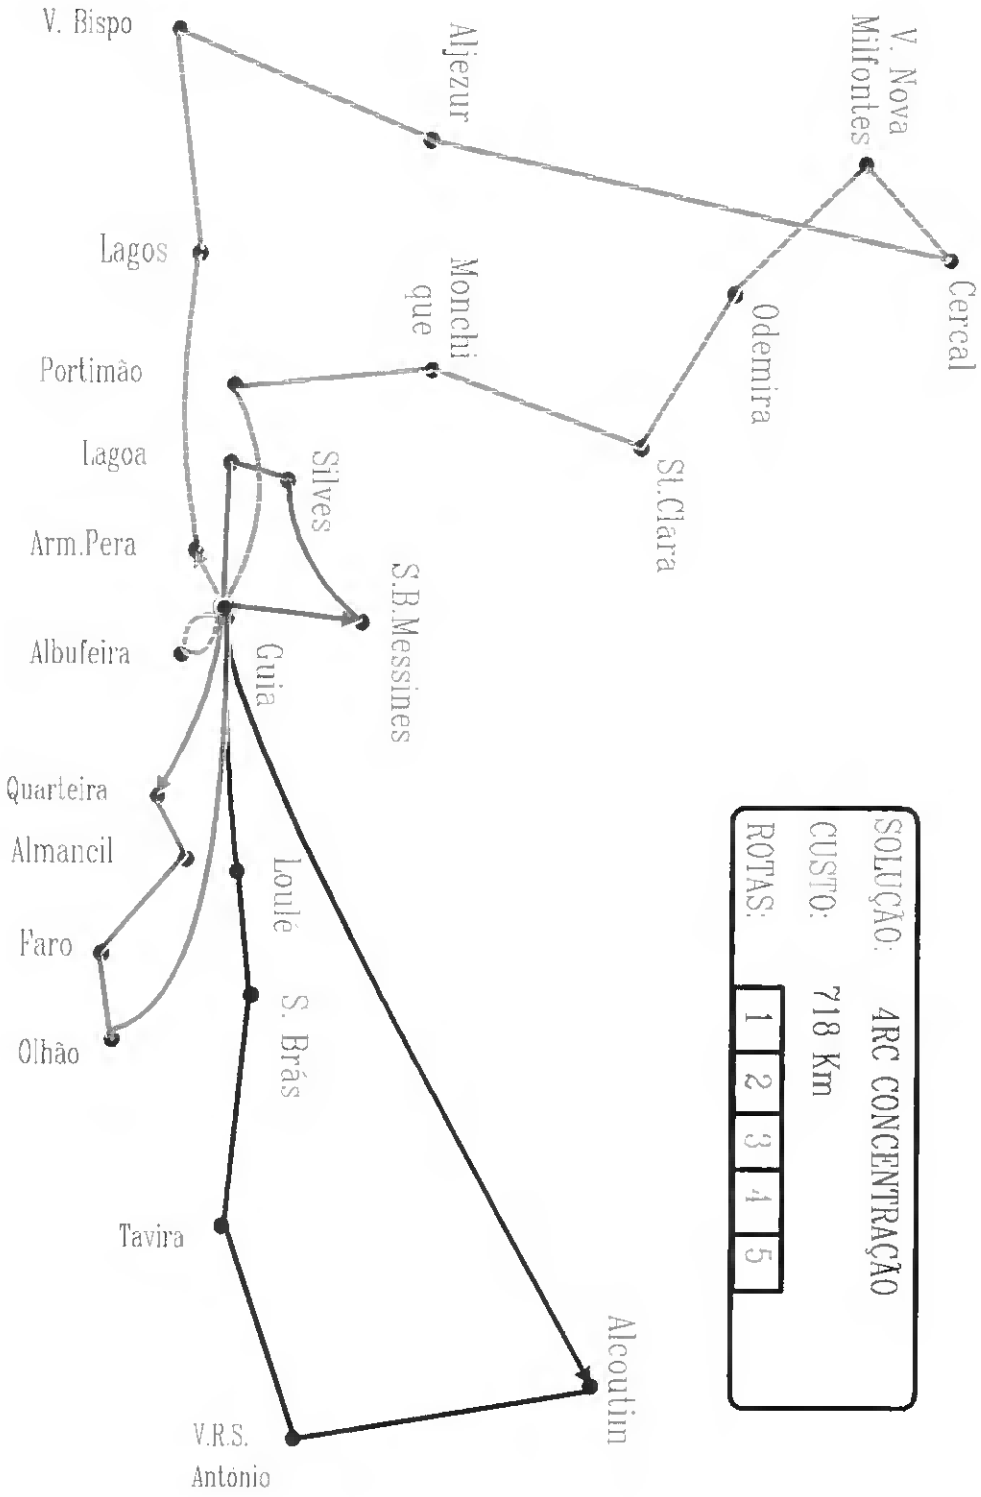 SOLUÇÃO: 4RC CONCENTRAÇÃO
CUSTO: 718 Km
ROTAS: 1 2 3 4 5
V. Bispo
Aljezur
V. Nova
Milfontes
Cercal
Lagos
Monchi
que
Odemira
Portimão
Lagoa
Silves
St.Clara
Arm.Pera
S.B.Messines
Albufeira
Guia
Quarteira
Almancil
Loulé
Faro
S. Brás
Olhão
Tavira
Alcoutim
V.R.S.
António